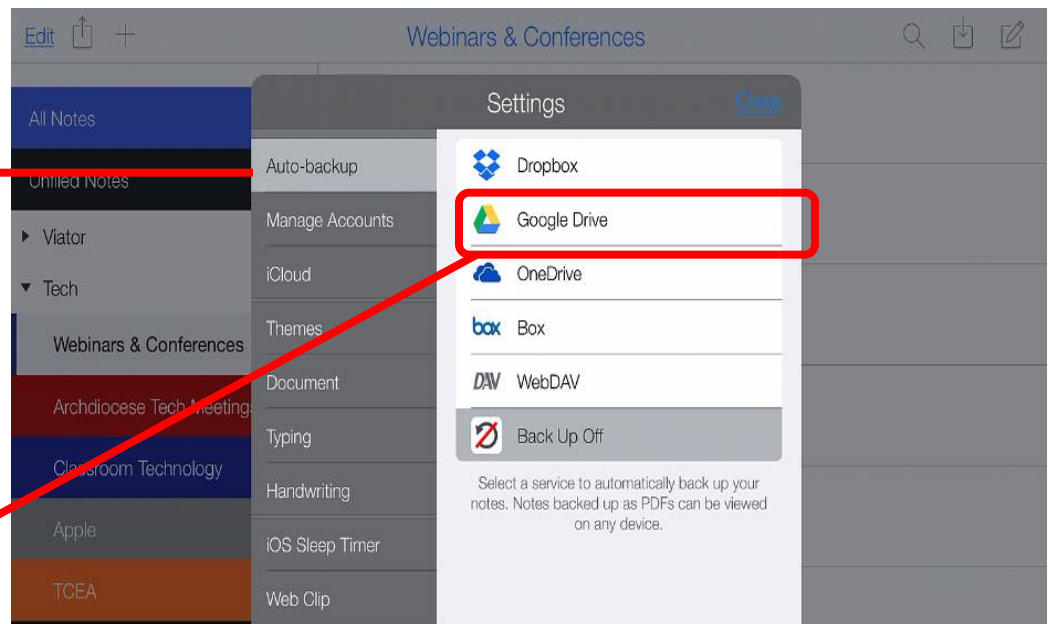 Edit
Webinars & Conferences
All Notes
Unfiled Notes
Viator
Tech
Webinars & Conferences
Archdiocese Tech Meeting
Classroom Technology
Apple
TCEA
Settings
Close
Auto-backup
Manage Accounts
iCloud
Themes
Document
Typing
Handwriting
iOS Sleep Timer
Web Clip
Dropbox
Google Drive
OneDrive
box Box
DAV WebDAV
Back Up Off
Select a service to automatically back up your
notes. Notes backed up as PDFs can be viewed
on any device.